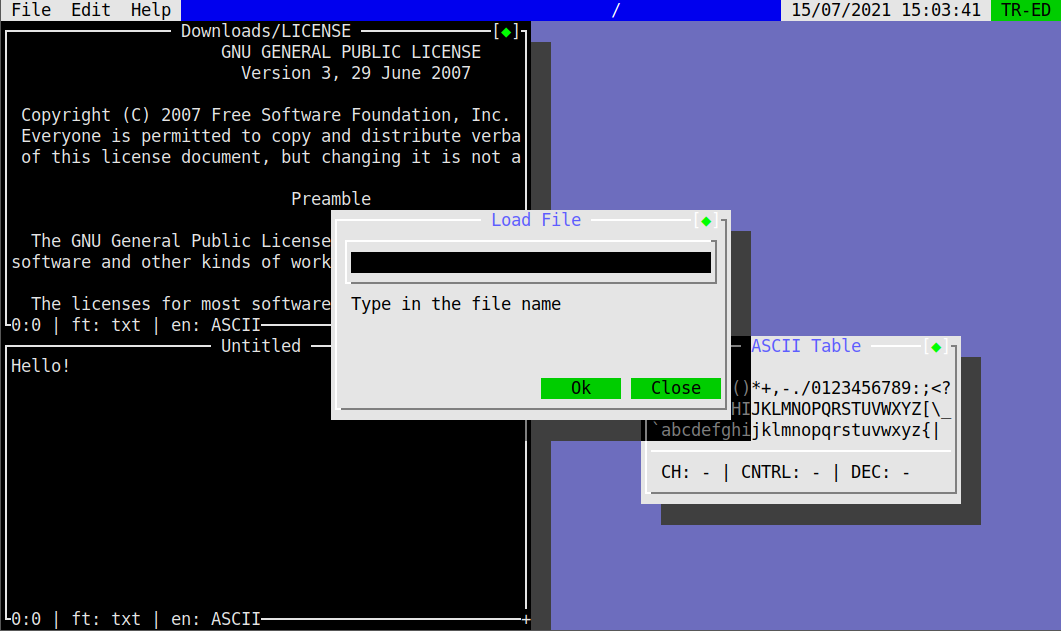 File Edit Help / 15/07/2021 15:03:41 TR-ED
Downloads/LICENSE [◆]
GNU GENERAL PUBLIC LICENSE
Version 3, 29 June 2007
Copyright (C) 2007 Free Software Foundation, Inc.
Everyone is permitted to copy and distribute verba
of this license document, but changing it is not a
Preamble
The GNU General Public License
software and other kinds of work
The licenses for most software
0:0 | ft: txt | en: ASCII
Untitled
Hello!
0:0 | ft: txt | en: ASCII +
Load File [◆]
Type in the file name
Ok Close
ASCII Table [◆]
()*+,-./0123456789:;<?
HIJKLMNOPQRSTUVWXYZ[\_
`abcdefghijklmnopqrstuvwxyz{|
CH: - | CNTRL: - | DEC: -